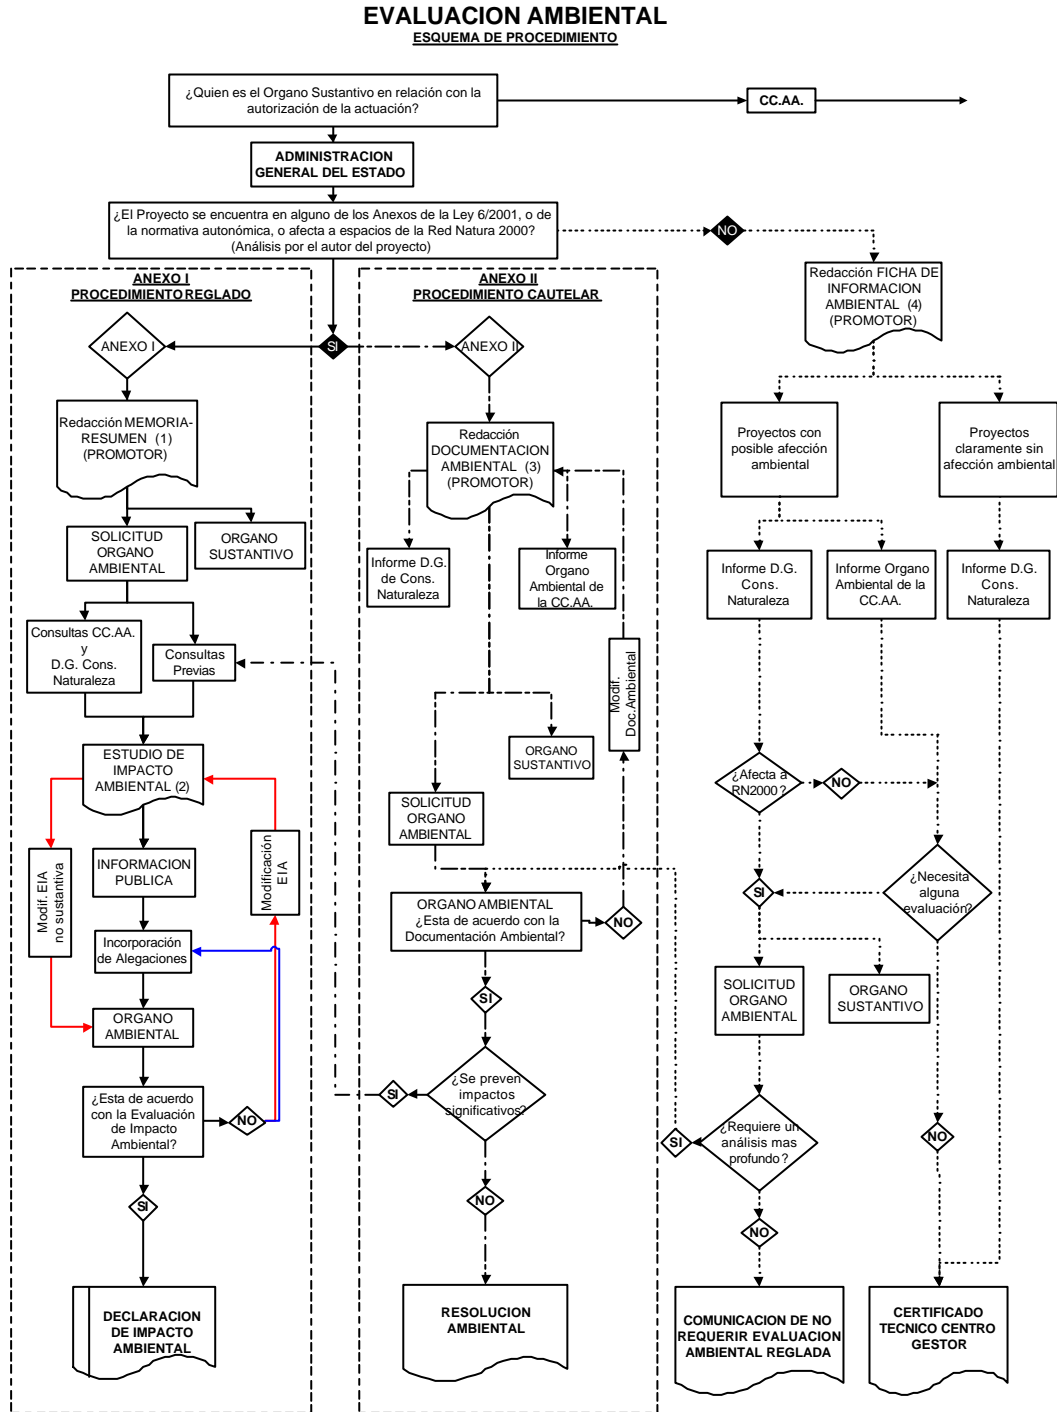 EVALUACION AMBIENTAL
ESQUEMA DE PROCEDIMIENTO
¿Quien es el Organo Sustantivo en relación con la
autorización de la actuación?
CC.AA.
ADMINISTRACION
GENERAL DEL ESTADO
¿El Proyecto se encuentra en alguno de los Anexos de la Ley 6/2001, o de
la normativa autonómica, o afecta a espacios de la Red Natura 2000?
(Análisis por el autor del proyecto)
NO
SI
ANEXO I
PROCEDIMIENTO REGLADO
ANEXO I
Redacción MEMORIA-
RESUMEN (1)
(PROMOTOR)
SOLICITUD
ORGANO
AMBIENTAL
ORGANO
SUSTANTIVO
Consultas CC.AA.
y
D.G. Cons.
Naturaleza
Consultas
Previas
ESTUDIO DE
IMPACTO
AMBIENTAL (2)
Modif. EIA
no sustantiva
INFORMACION
PUBLICA
Modificación
EIA
Incorporación
de Alegaciones
ORGANO
AMBIENTAL
¿Esta de acuerdo
con la Evaluación
de Impacto
Ambiental?
NO
SI
DECLARACION
DE IMPACTO
AMBIENTAL
ANEXO II
PROCEDIMIENTO CAUTELAR
ANEXO II
Redacción
DOCUMENTACION
AMBIENTAL (3)
(PROMOTOR)
Informe D.G.
de Cons.
Naturaleza
Informe
Organo
Ambiental de
la CC.AA.
Modif.
Doc.Ambiental
ORGANO
SUSTANTIVO
SOLICITUD
ORGANO
AMBIENTAL
ORGANO AMBIENTAL
¿Esta de acuerdo con la
Documentación Ambiental?
NO
SI
¿Se preven
impactos
significativos?
SI
NO
RESOLUCION
AMBIENTAL
Redacción FICHA DE
INFORMACION
AMBIENTAL (4)
(PROMOTOR)
Proyectos con
posible afección
ambiental
Proyectos
claramente sin
afección ambiental
Informe D.G.
Cons.
Naturaleza
Informe Organo
Ambiental de la
CC.AA.
Informe D.G.
Cons.
Naturaleza
¿Afecta a
RN2000?
NO
SI
¿Necesita
alguna
evaluación?
SOLICITUD
ORGANO
AMBIENTAL
ORGANO
SUSTANTIVO
¿Requiere un
análisis mas
profundo?
SI
NO
NO
COMUNICACION DE NO
REQUERIR EVALUACION
AMBIENTAL REGLADA
CERTIFICADO
TECNICO CENTRO
GESTOR